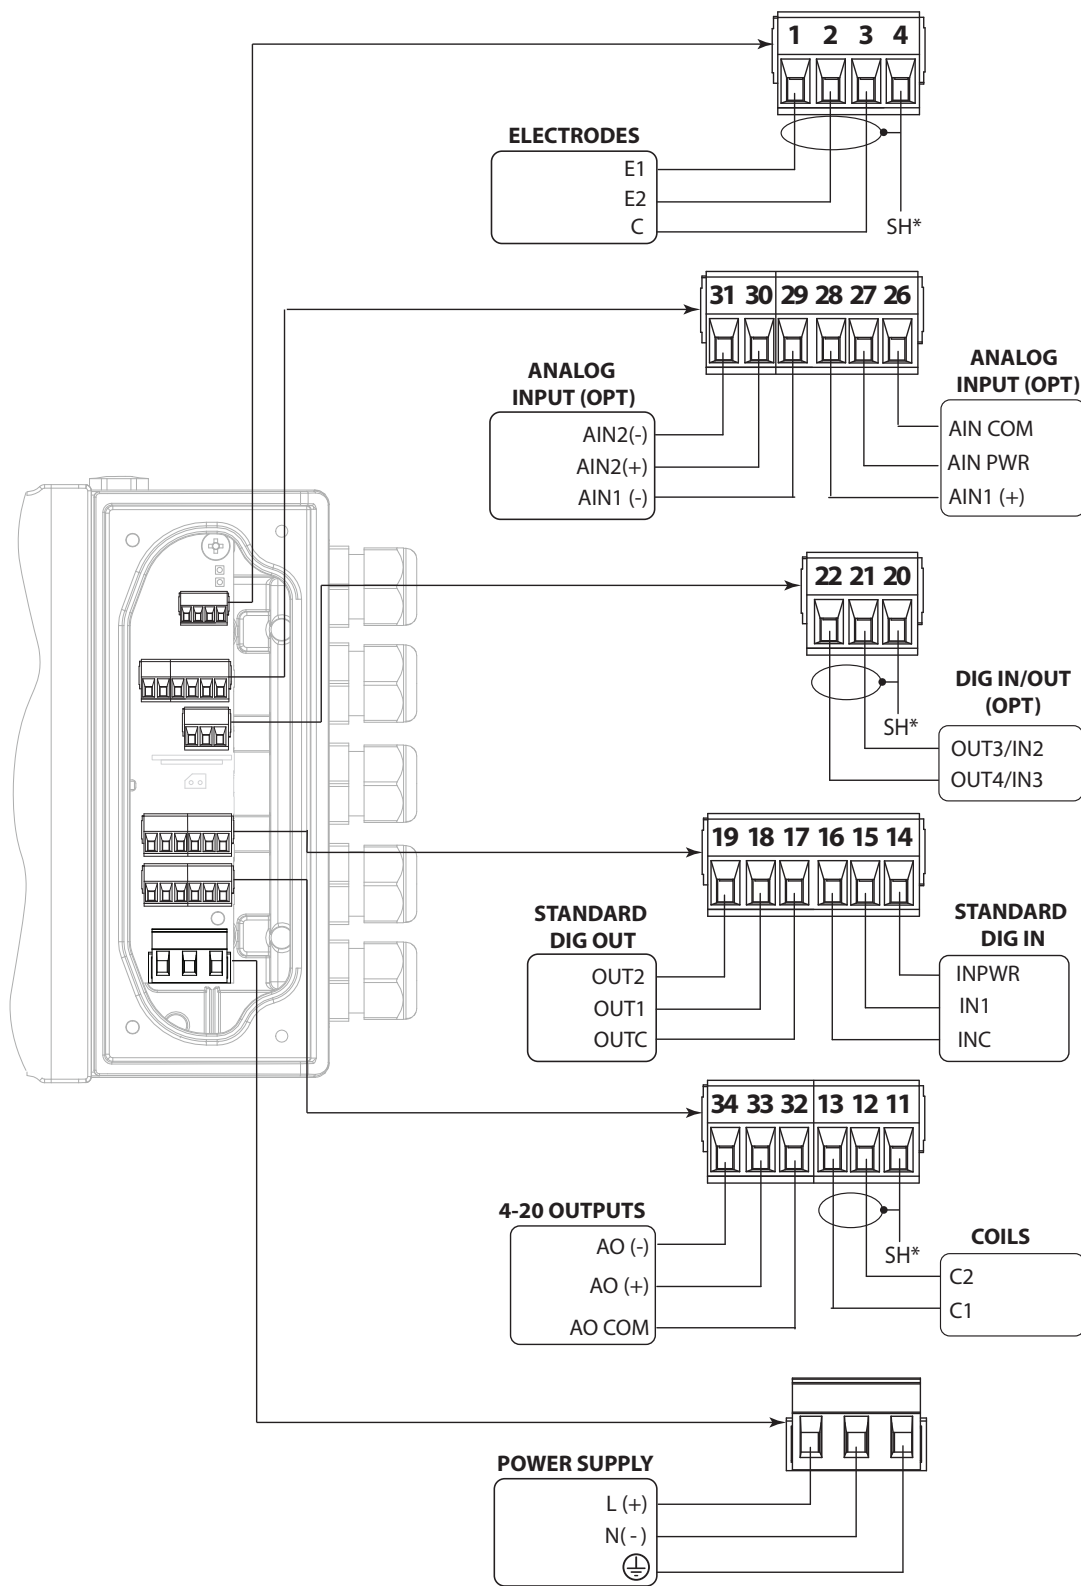 1 2 3 4
ELECTRODES
E1
E2
C
SH*
31 30 29 28 27 26
ANALOG
INPUT (OPT)
AIN2(-)
AIN2(+)
AIN1 (-)
ANALOG
INPUT (OPT)
AIN COM
AIN PWR
AIN1 (+)
22 21 20
SH*
DIG IN/OUT
(OPT)
OUT3/IN2
OUT4/IN3
19 18 17 16 15 14
STANDARD
DIG OUT
OUT2
OUT1
OUTC
STANDARD
DIG IN
INPWR
IN1
INC
34 33 32 13 12 11
4-20 OUTPUTS
AO (-)
AO (+)
AO COM
SH*
COILS
C2
C1
POWER SUPPLY
L (+)
N( - )